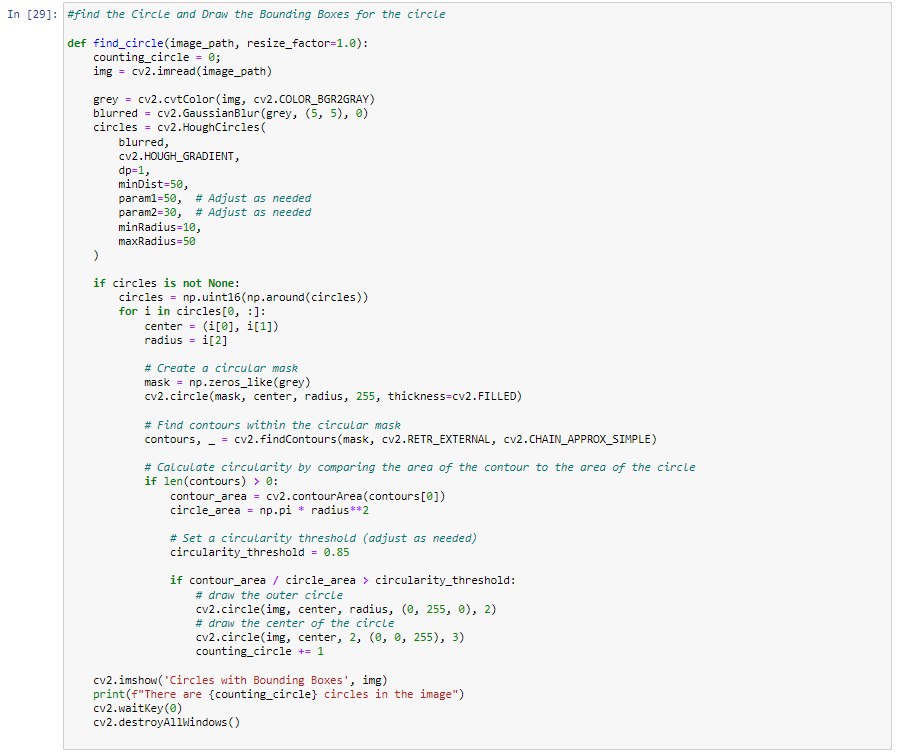 In [29]: #find the Circle and Draw the Bounding Boxes for the circle
def find_circle(image_path, resize_factor=1.0):
    counting_circle = 0;
    img = cv2.imread(image_path)
    grey = cv2.cvtColor(img, cv2.COLOR_BGR2GRAY)
    blurred = cv2.GaussianBlur(grey, (5, 5), 0)
    circles = cv2.HoughCircles(
        blurred,
        cv2.HOUGH_GRADIENT,
        dp=1,
        minDist=50,
        param1=50,  # Adjust as needed
        param2=30,  # Adjust as needed
        minRadius=10,
        maxRadius=50
    )
    if circles is not None:
        circles = np.uint16(np.around(circles))
        for i in circles[0, :]:
            center = (i[0], i[1])
            radius = i[2]
            # Create a circular mask
            mask = np.zeros_like(grey)
            cv2.circle(mask, center, radius, 255, thickness=cv2.FILLED)
            # Find contours within the circular mask
            contours, _ = cv2.findContours(mask, cv2.RETR_EXTERNAL, cv2.CHAIN_APPROX_SIMPLE)
            # Calculate circularity by comparing the area of the contour to the area of the circle
            if len(contours) > 0:
                contour_area = cv2.contourArea(contours[0])
                circle_area = np.pi * radius**2
                # Set a circularity threshold (adjust as needed)
                circularity_threshold = 0.85
                if contour_area / circle_area > circularity_threshold:
                    # draw the outer circle
                    cv2.circle(img, center, radius, (0, 255, 0), 2)
                    # draw the center of the circle
                    cv2.circle(img, center, 2, (0, 0, 255), 3)
                    counting_circle += 1
    cv2.imshow('Circles with Bounding Boxes', img)
    print(f"There are {counting_circle} circles in the image")
    cv2.waitKey(0)
    cv2.destroyAllWindows()